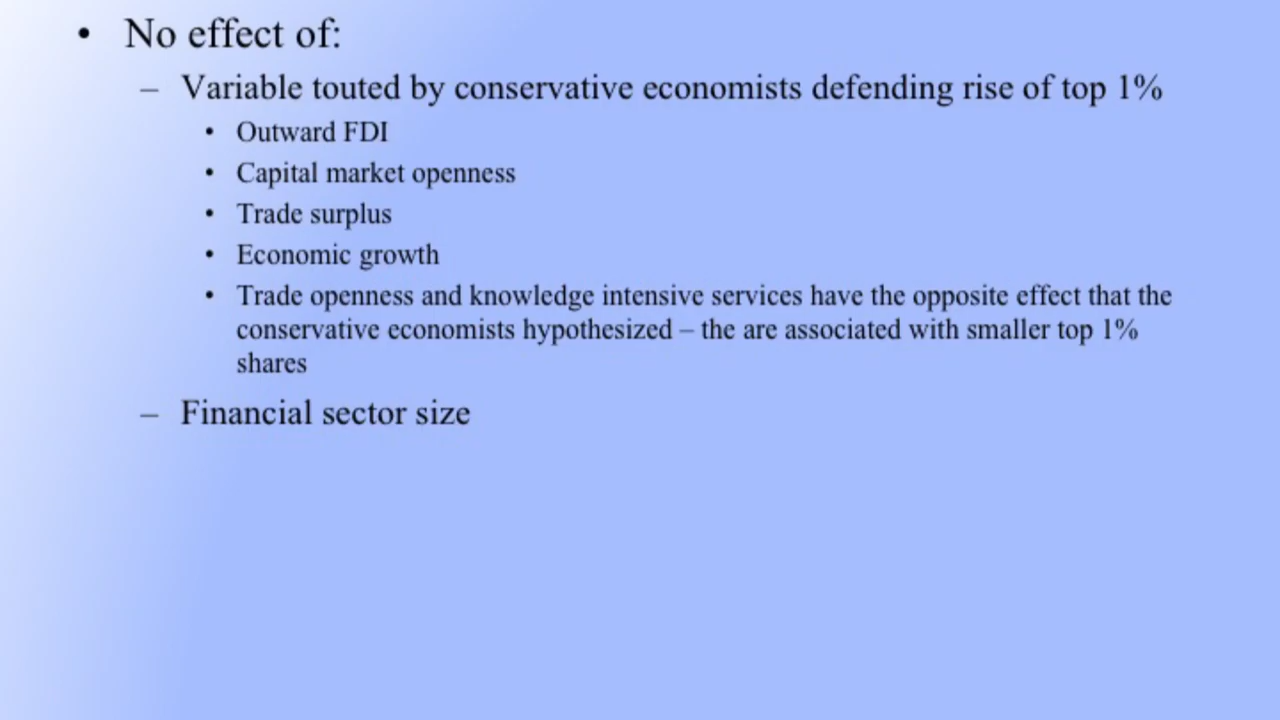 • No effect of:
– Variable touted by conservative economists defending rise of top 1%
• Outward FDI
• Capital market openness
• Trade surplus
• Economic growth
• Trade openness and knowledge intensive services have the opposite effect that the
conservative economists hypothesized – the are associated with smaller top 1%
shares
– Financial sector size